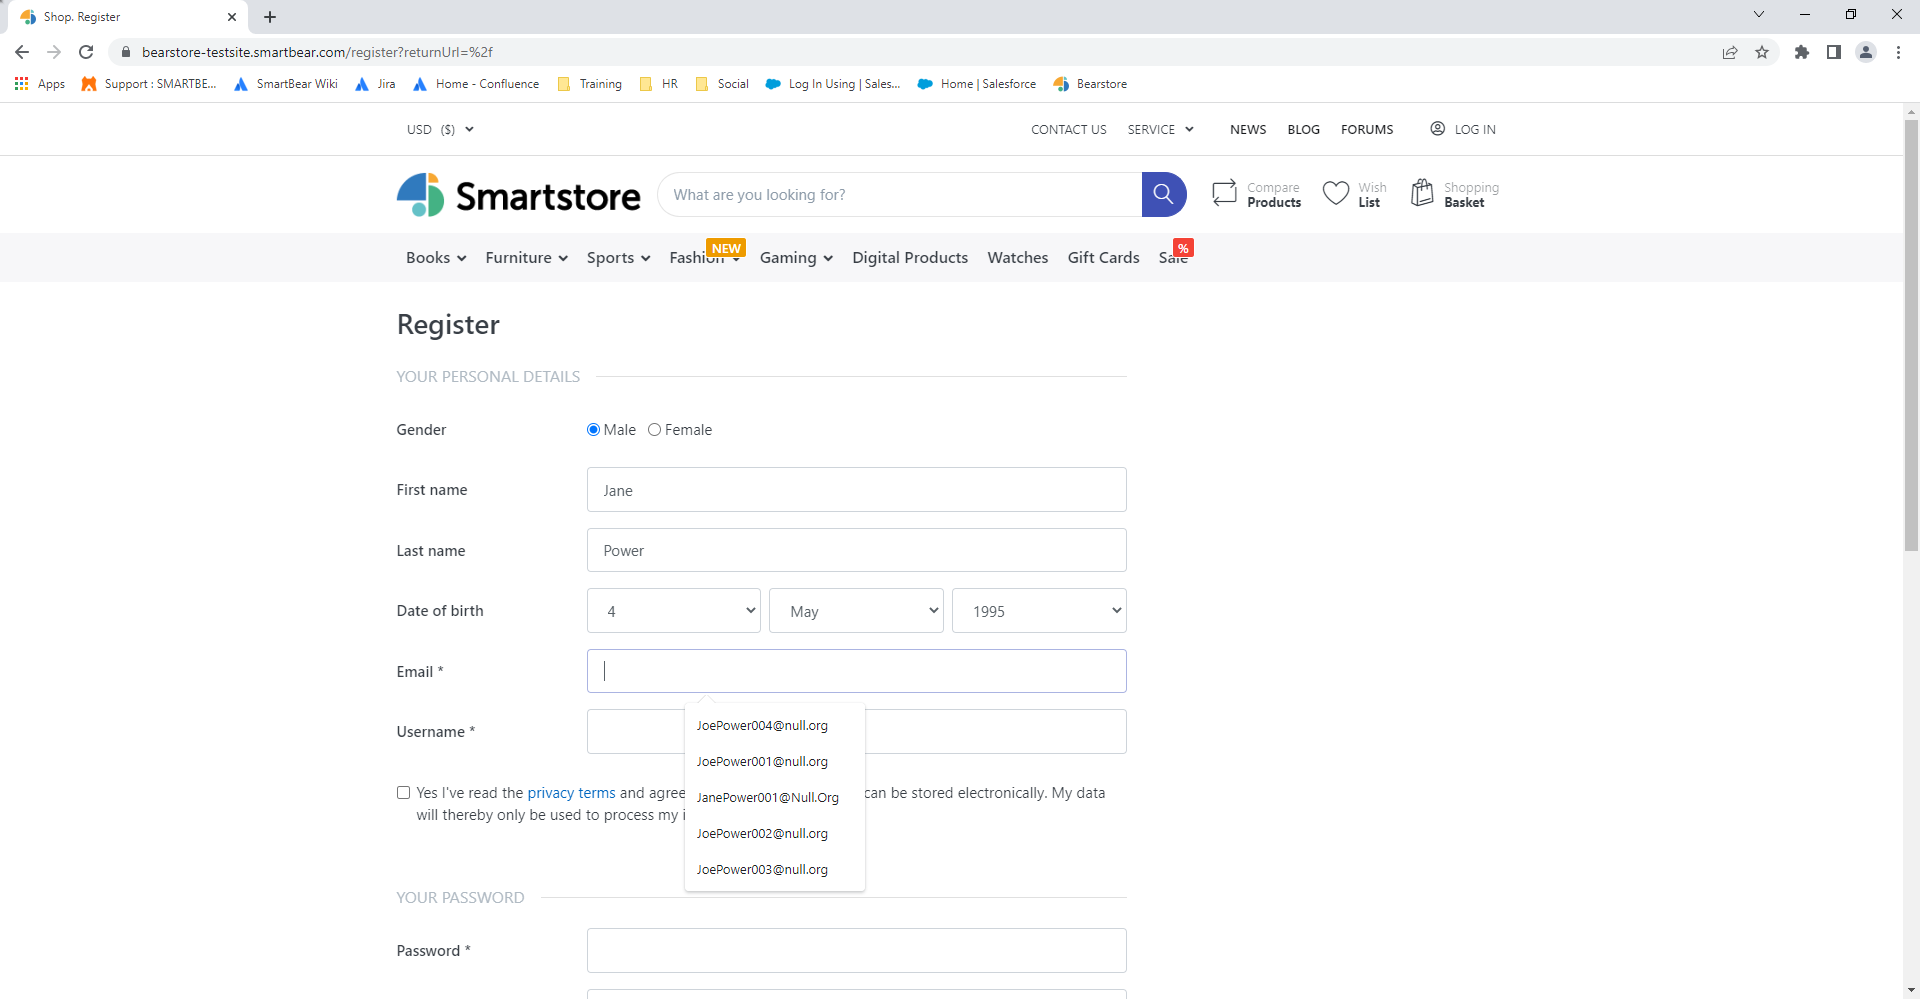 Shop. Register
bearstore-testsite.smartbear.com/register?returnUrl=%2f
Apps Support : SMARTBE... SmartBear Wiki Jira Home - Confluence Training HR Social Log In Using | Sales... Home | Salesforce Bearstore
USD ($) CONTACT US SERVICE NEWS BLOG FORUMS LOG IN
Smartstore What are you looking for? Compare Products Wish List Shopping Basket
NEW %
Books Furniture Sports Fashion Gaming Digital Products Watches Gift Cards Sale
Register
YOUR PERSONAL DETAILS
Gender Male Female
First name Jane
Last name Power
Date of birth 4 May 1995
Email *
JoePower004@null.org
Username *
JoePower001@null.org
Yes I've read the privacy terms and agree can be stored electronically. My data
JanePower001@Null.Org
will thereby only be used to process my i
JoePower002@null.org
JoePower003@null.org
YOUR PASSWORD
Password *